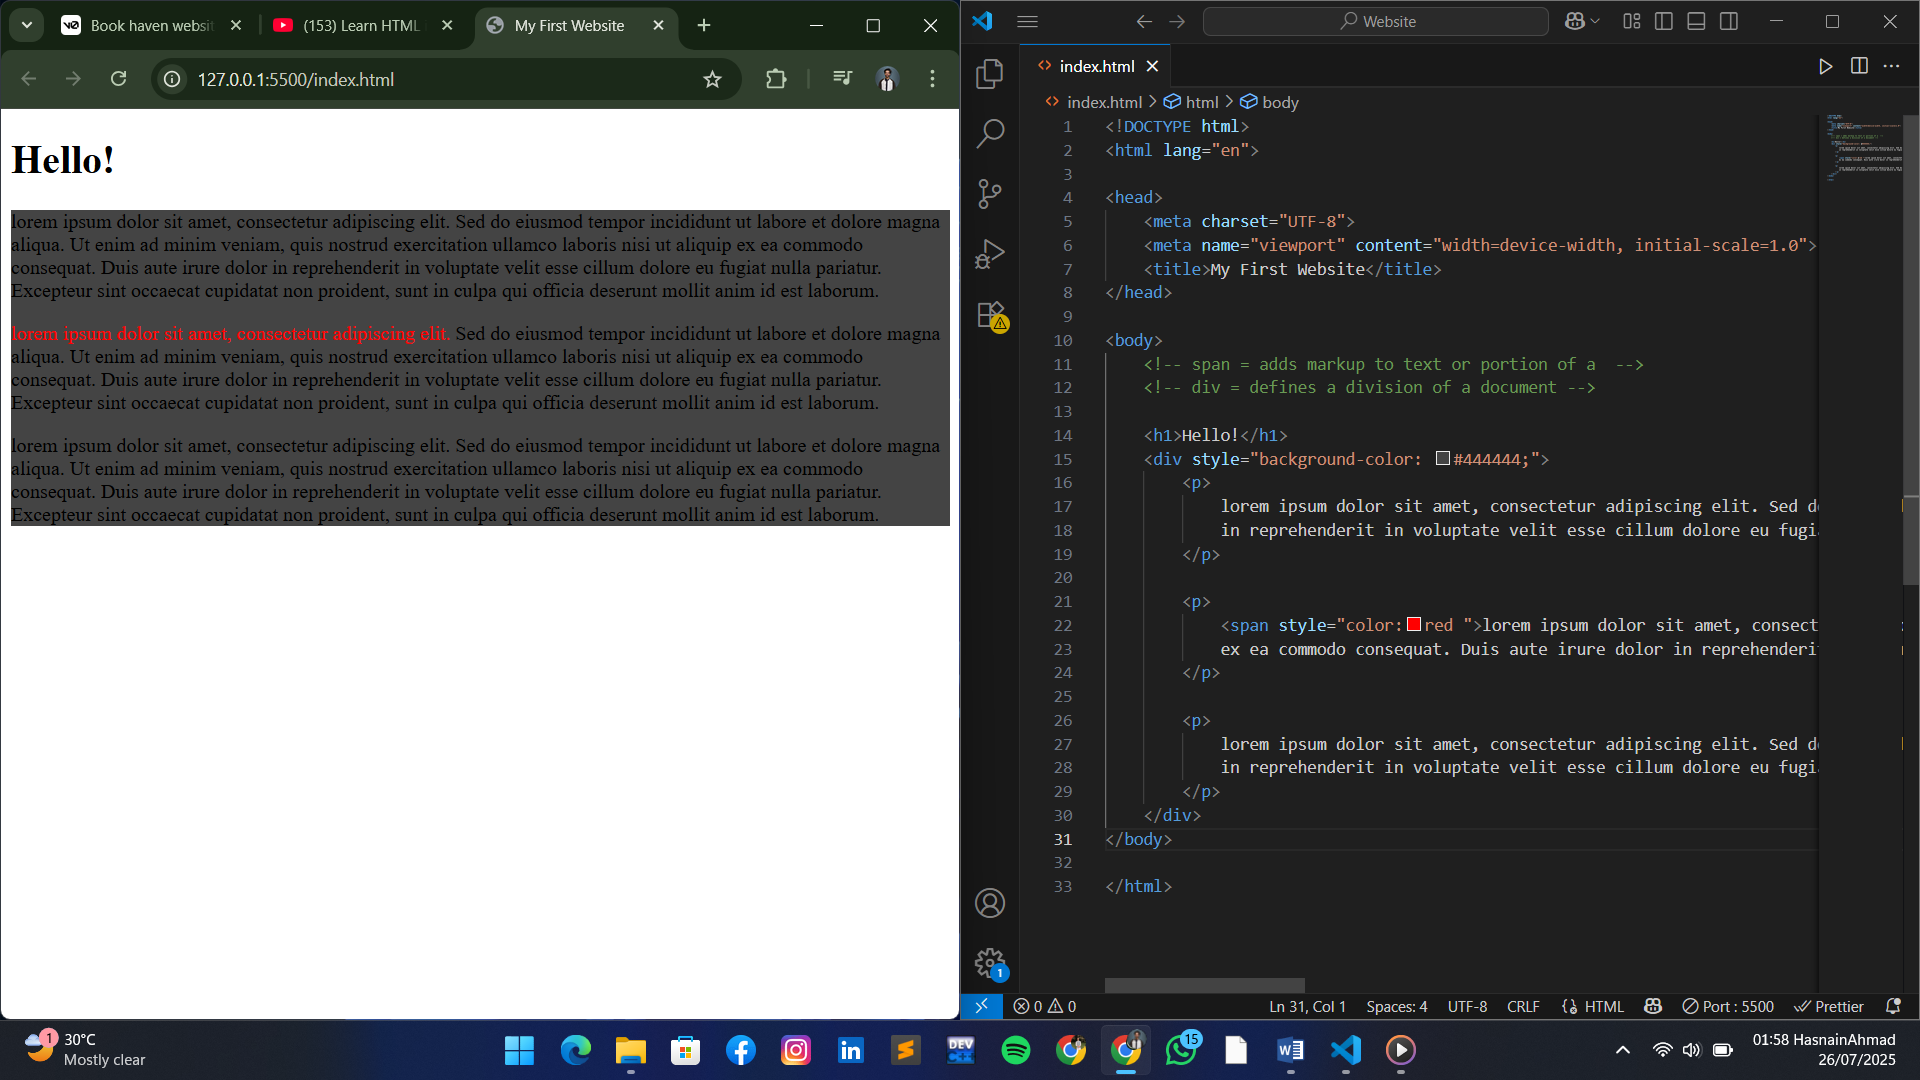 Book haven websit
(153) Learn HTML
My First Website
127.0.0.1:5500/index.html
Hello!
lorem ipsum dolor sit amet, consectetur adipiscing elit. Sed do eiusmod tempor incididunt ut labore et dolore magna
aliqua. Ut enim ad minim veniam, quis nostrud exercitation ullamco laboris nisi ut aliquip ex ea commodo
consequat. Duis aute irure dolor in reprehenderit in voluptate velit esse cillum dolore eu fugiat nulla pariatur.
Excepteur sint occaecat cupidatat non proident, sunt in culpa qui officia deserunt mollit anim id est laborum.
lorem ipsum dolor sit amet, consectetur adipiscing elit. Sed do eiusmod tempor incididunt ut labore et dolore magna
aliqua. Ut enim ad minim veniam, quis nostrud exercitation ullamco laboris nisi ut aliquip ex ea commodo
consequat. Duis aute irure dolor in reprehenderit in voluptate velit esse cillum dolore eu fugiat nulla pariatur.
Excepteur sint occaecat cupidatat non proident, sunt in culpa qui officia deserunt mollit anim id est laborum.
lorem ipsum dolor sit amet, consectetur adipiscing elit. Sed do eiusmod tempor incididunt ut labore et dolore magna
aliqua. Ut enim ad minim veniam, quis nostrud exercitation ullamco laboris nisi ut aliquip ex ea commodo
consequat. Duis aute irure dolor in reprehenderit in voluptate velit esse cillum dolore eu fugiat nulla pariatur.
Excepteur sint occaecat cupidatat non proident, sunt in culpa qui officia deserunt mollit anim id est laborum.
Website
index.html
index.html > html > body
1 <!DOCTYPE html>
2 <html lang="en">
3
4 <head>
5 <meta charset="UTF-8">
6 <meta name="viewport" content="width=device-width, initial-scale=1.0">
7 <title>My First Website</title>
8 </head>
9
10 <body>
11 <!-- span = adds markup to text or portion of a  -->
12 <!-- div = defines a division of a document -->
13
14 <h1>Hello!</h1>
15 <div style="background-color: #444444;">
16 <p>
17 lorem ipsum dolor sit amet, consectetur adipiscing elit. Sed do
18 in reprehenderit in voluptate velit esse cillum dolore eu fugi
19 </p>
20
21 <p>
22 <span style="color:red ">lorem ipsum dolor sit amet, consect
23 ex ea commodo consequat. Duis aute irure dolor in reprehenderi
24 </p>
25
26 <p>
27 lorem ipsum dolor sit amet, consectetur adipiscing elit. Sed do
28 in reprehenderit in voluptate velit esse cillum dolore eu fugi
29 </p>
30 </div>
31 </body>
32
33 </html>
1
0 0 Ln 31, Col 1 Spaces: 4 UTF-8 CRLF HTML Port : 5500 Prettier
1 30°C
Mostly clear
DEV
15
01:58 HasnainAhmad
26/07/2025